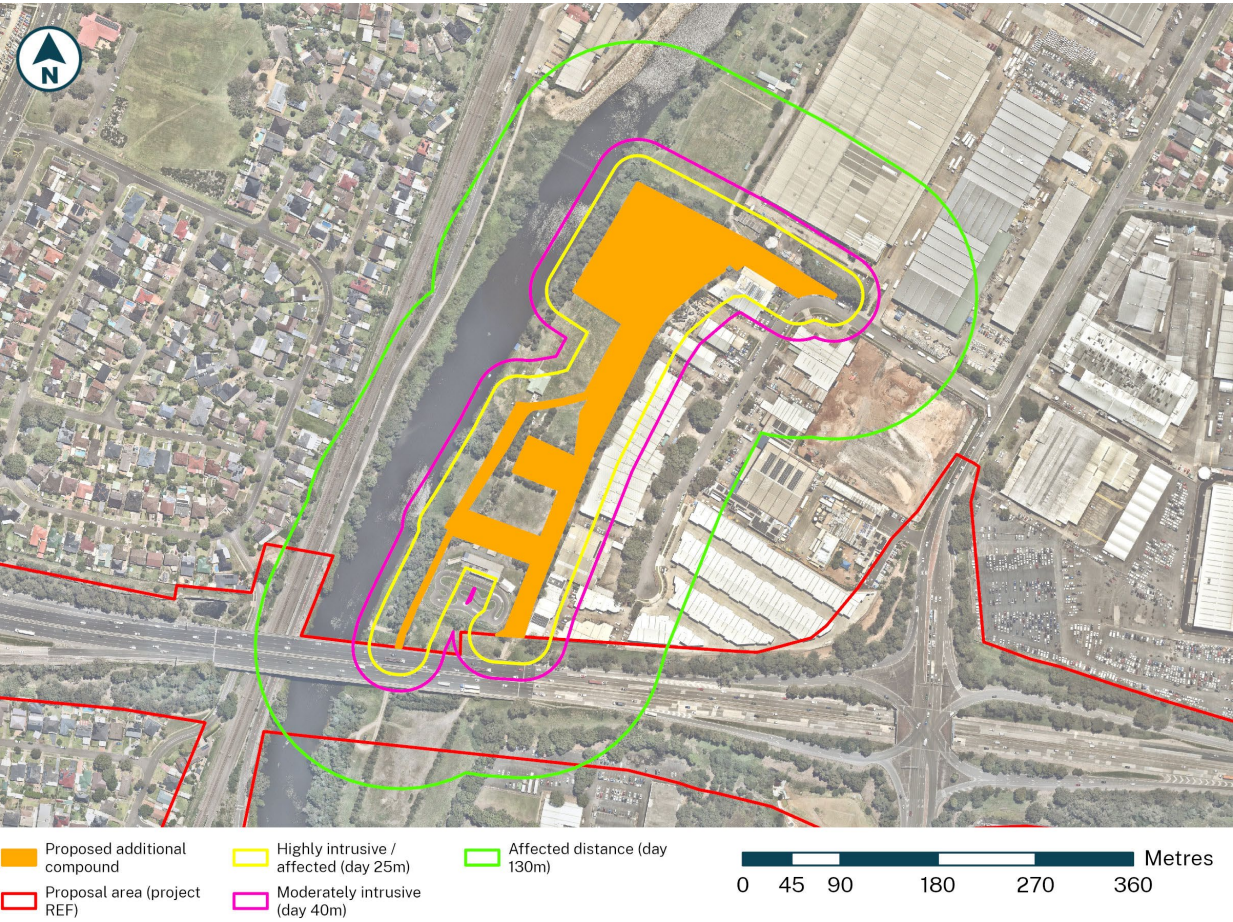 N
Proposed additional
compound
Proposal area (project
REF)
Highly intrusive /
affected (day 25m)
Moderately intrusive
(day 40m)
Affected distance (day
130m)
Metres
0 45 90 180 270 360